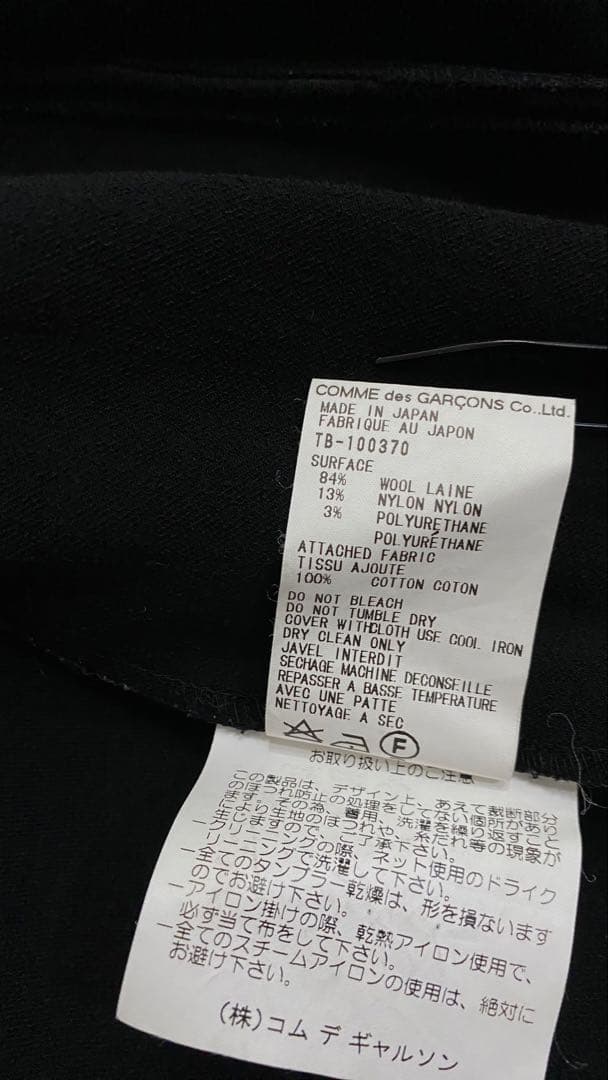 COMME des GARÇONS Co.,Ltd.
MADE IN JAPAN
FABRIQUE AU JAPON
TB-100370
SURFACE
84% WOOL LAINE
13% NYLON NYLON
3% POLYURETHANE
POLYURÉTHANE
ATTACHED FABRIC
TISSU AJOUTE
100% COTTON COTON
DO NOT BLEACH
DO NOT TUMBLE DRY
COVER WITHCLOTH USE COOL IRON
DRY CLEAN ONLY
JAVEL INTERDIT
SECHAGE MACHINE DECONSEILLE
REPASSER A BASSE TEMPERATURE
AVEC UNE PATTE
NETTOYAGE A SEC
F
お取り扱い上のご注意
この製品は、デザイン上、あえて裁断部分
のほつれ防止の処理をしてない個所があり
ます。その為、着用、洗濯を繰り返すこと
により生地のほつれや、糸だれ等の現象が
生じますので、ご了承下さい。
ークリーニングの際、ネット使用のドライク
リーニングで洗濯して下さい。
ー全てのタンブラー乾燥は、形を損ないます
のでお避け下さい。
ーアイロン掛けの際、乾熱アイロン使用で、
必ず当て布をして下さい。
ー全てのスチームアイロンの使用は、絶対に
お避け下さい。
(株)コム デ ギャルソン